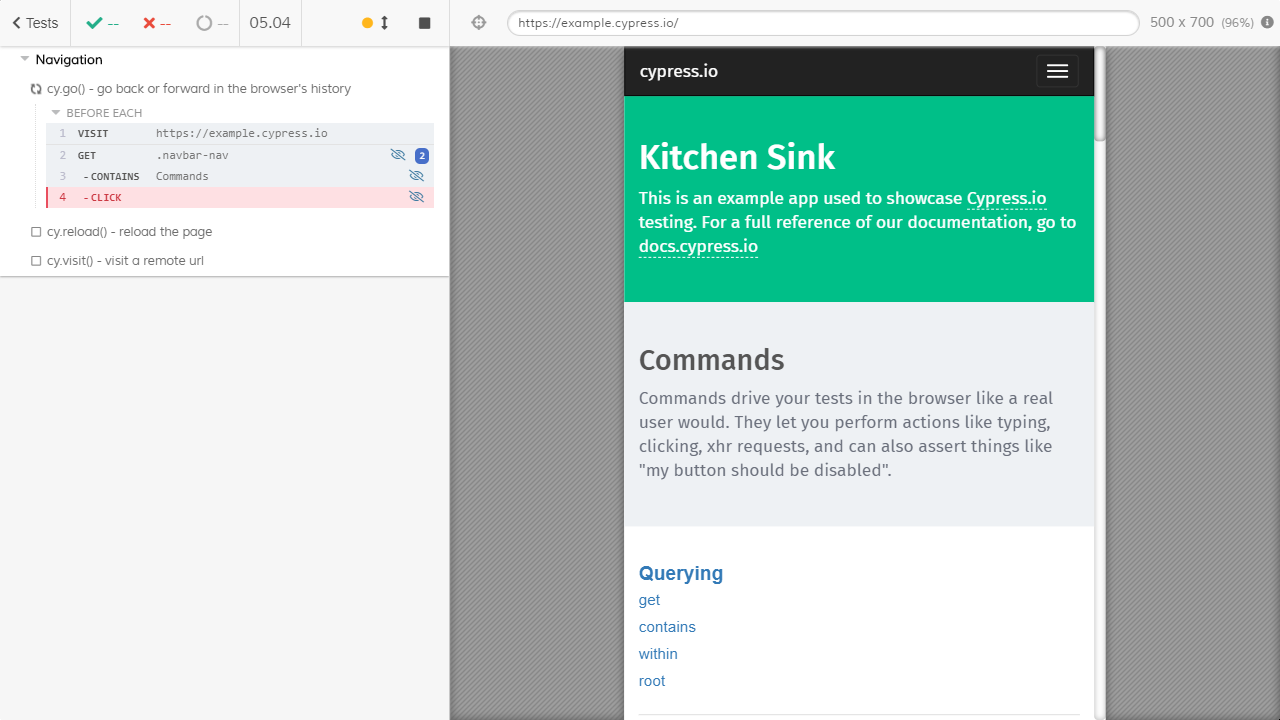 Tests
--
--
--
05.04
https://example.cypress.io/
500 x 700 (96%)
Navigation
cy.go() - go back or forward in the browser's history
BEFORE EACH
1 VISIT https://example.cypress.io
2 GET .navbar-nav 2
3 - CONTAINS Commands
4 - CLICK
cy.reload() - reload the page
cy.visit() - visit a remote url
cypress.io
Kitchen Sink
This is an example app used to showcase Cypress.io
testing. For a full reference of our documentation, go to
docs.cypress.io
Commands
Commands drive your tests in the browser like a real
user would. They let you perform actions like typing,
clicking, xhr requests, and can also assert things like
"my button should be disabled".
Querying
get
contains
within
root